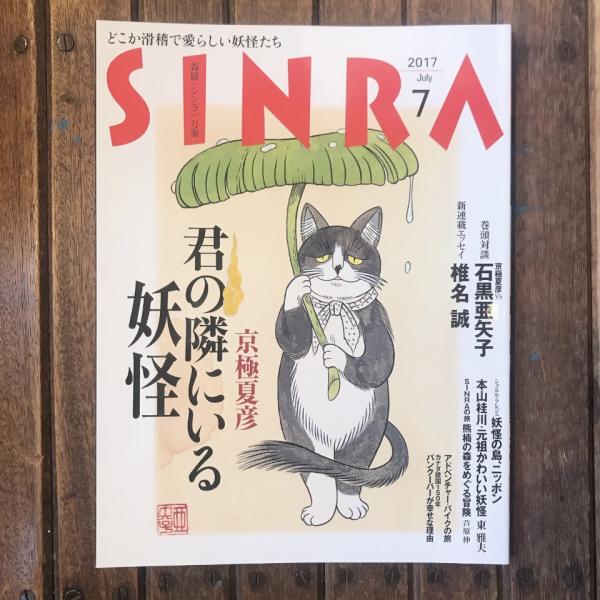 どこか滑稽で愛らしい妖怪たち
SINRA
森羅(シンラ)万象
2017
July
7
巻頭対談
京極夏彦vs
石黒亜矢子
新連載エッセイ
椎名 誠
君の隣にいる
妖怪
京極夏彦
妖怪の島、ニッポン
本山桂川・元祖かわいい妖怪 東 雅夫
SINRAの旅 熊楠の森をめぐる冒険 芦原 伸
アドベンチャーバイクの旅
カナダ建国150年
バンクーバーが幸せな理由